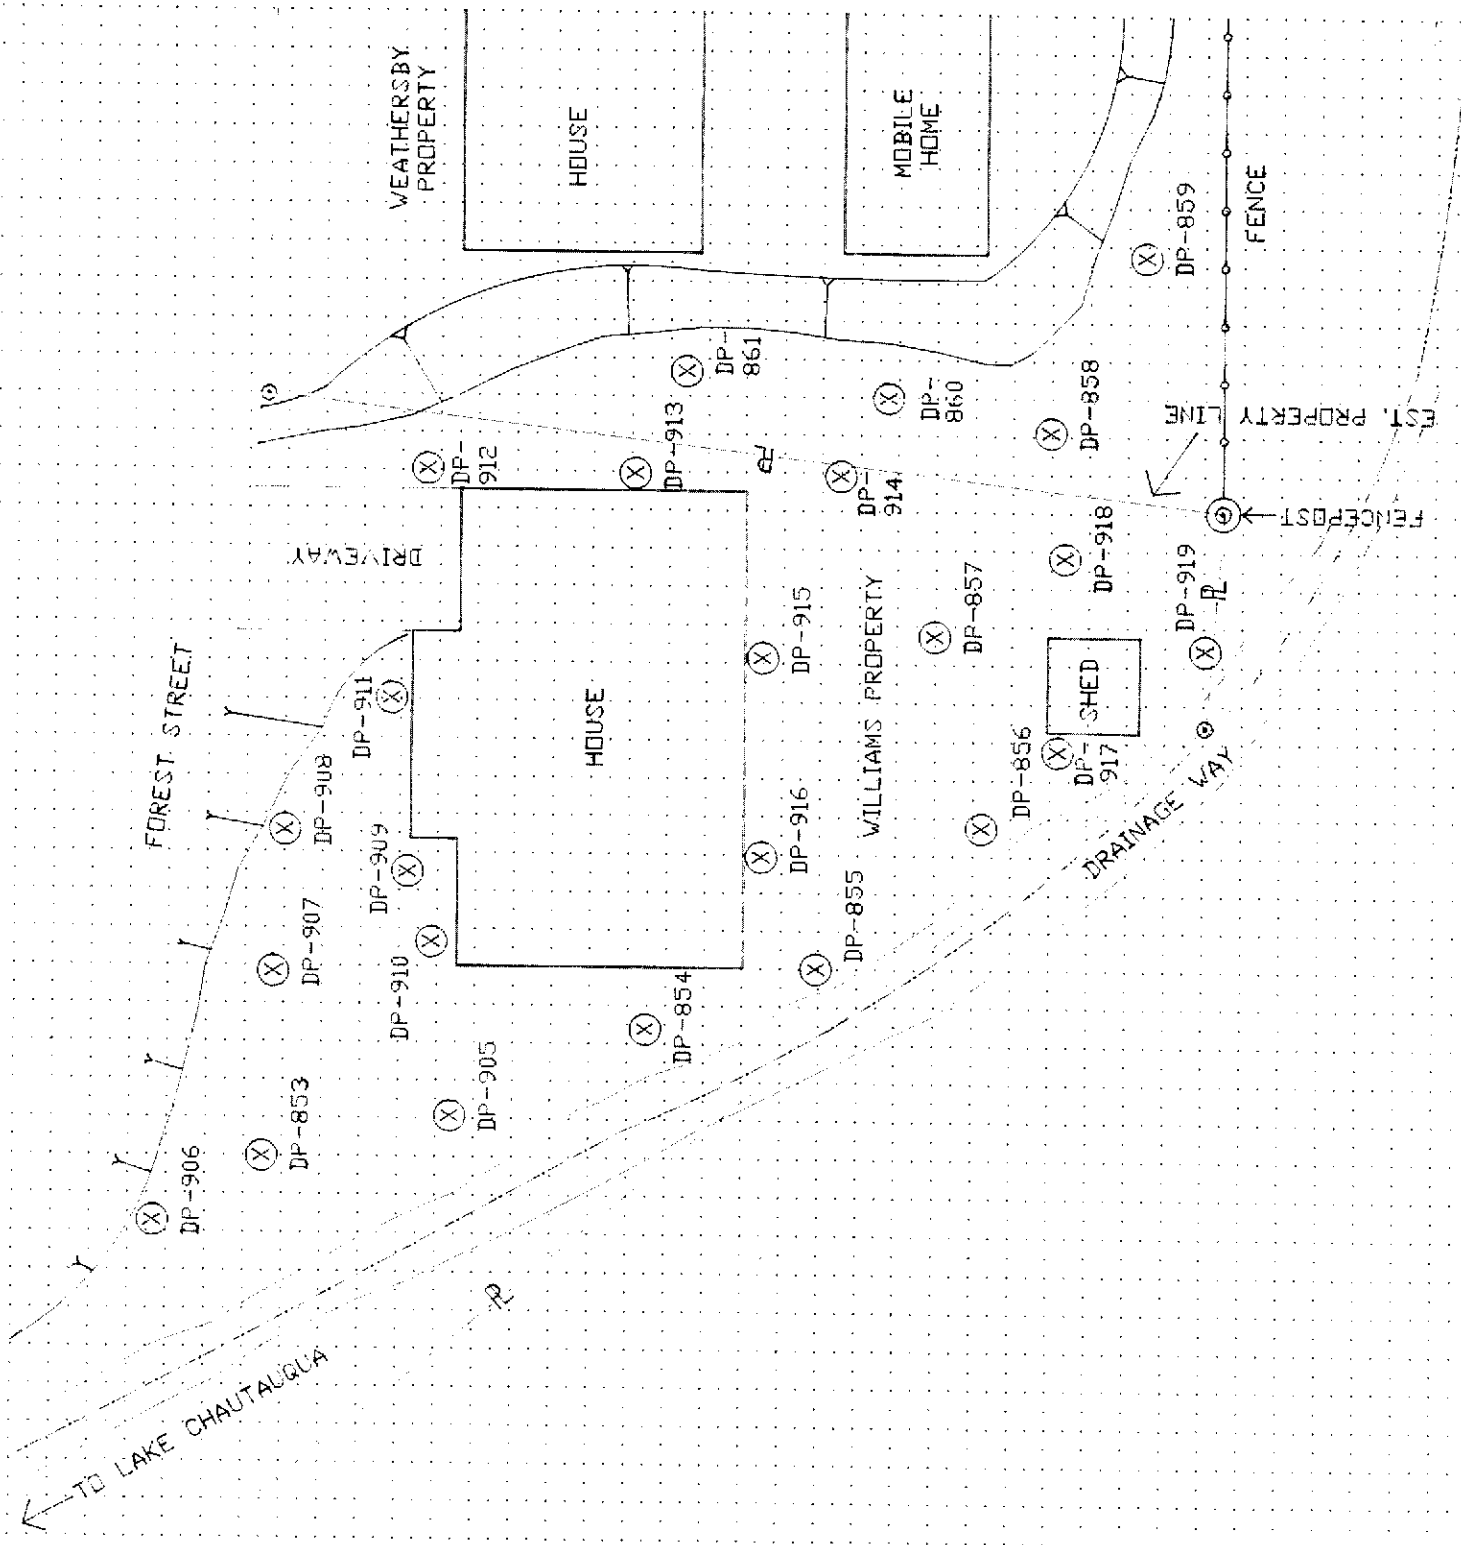 WEATHERSBY
PROPERTY
HOUSE
MOBILE
HOME
FENCE
DP-859
DP-
861
DP-
860
DP-858
EST. PROPERTY LINE
DP-
912
DP-913
PL
DP-
914
FENCEPOST
DP-918
DP-919
PL
DRIVEWAY
FOREST STREET
DP-911
HOUSE
DP-915
WILLIAMS PROPERTY
DP-857
SHED
DP-
917
DP-856
DP-908
DP-909
DP-916
DRAINAGE WAY
DP-907
DP-910
DP-855
DP-854
DP-905
DP-853
DP-906
PL
TO LAKE CHAUTAUQUA